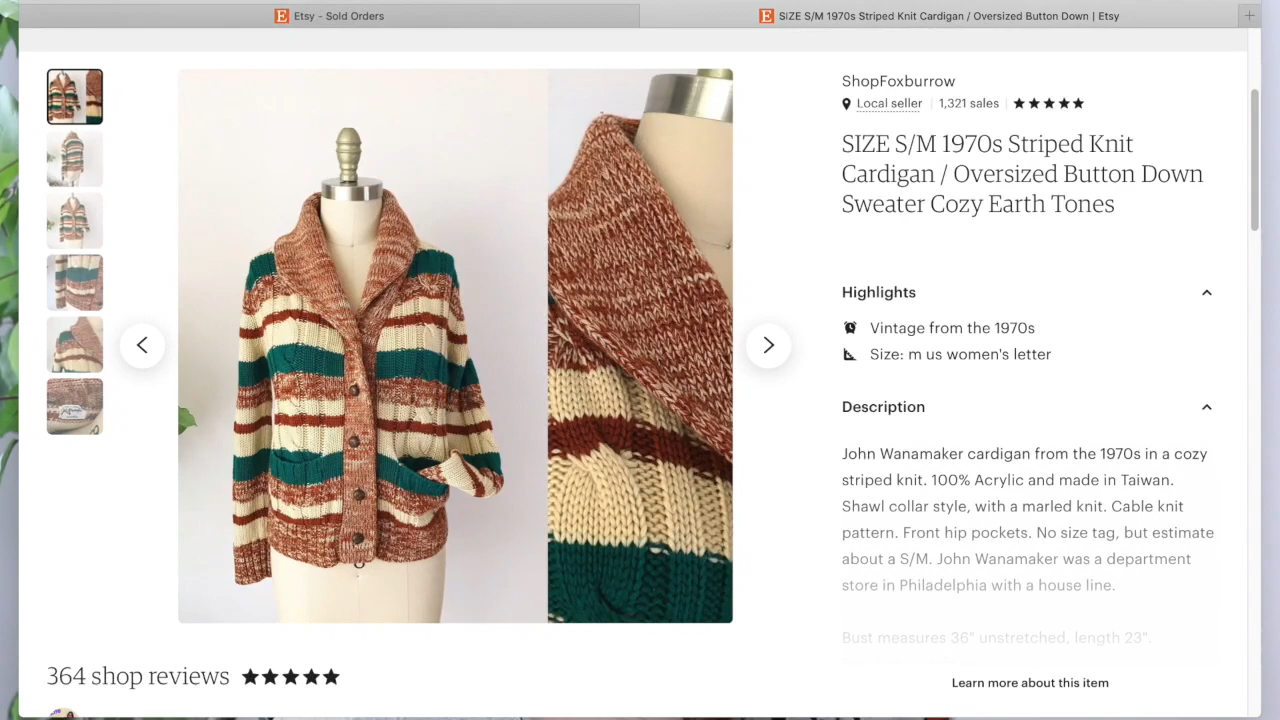 Etsy - Sold Orders
SIZE S/M 1970s Striped Knit Cardigan / Oversized Button Down | Etsy
ShopFoxburrow
Local seller 1,321 sales
SIZE S/M 1970s Striped Knit
Cardigan / Oversized Button Down
Sweater Cozy Earth Tones
Highlights
Vintage from the 1970s
Size: m us women's letter
Description
John Wanamaker cardigan from the 1970s in a cozy
striped knit. 100% Acrylic and made in Taiwan.
Shawl collar style, with a marled knit. Cable knit
pattern. Front hip pockets. No size tag, but estimate
about a S/M. John Wanamaker was a department
store in Philadelphia with a house line.
Bust measures 36" unstretched, length 23".
Learn more about this item
364 shop reviews